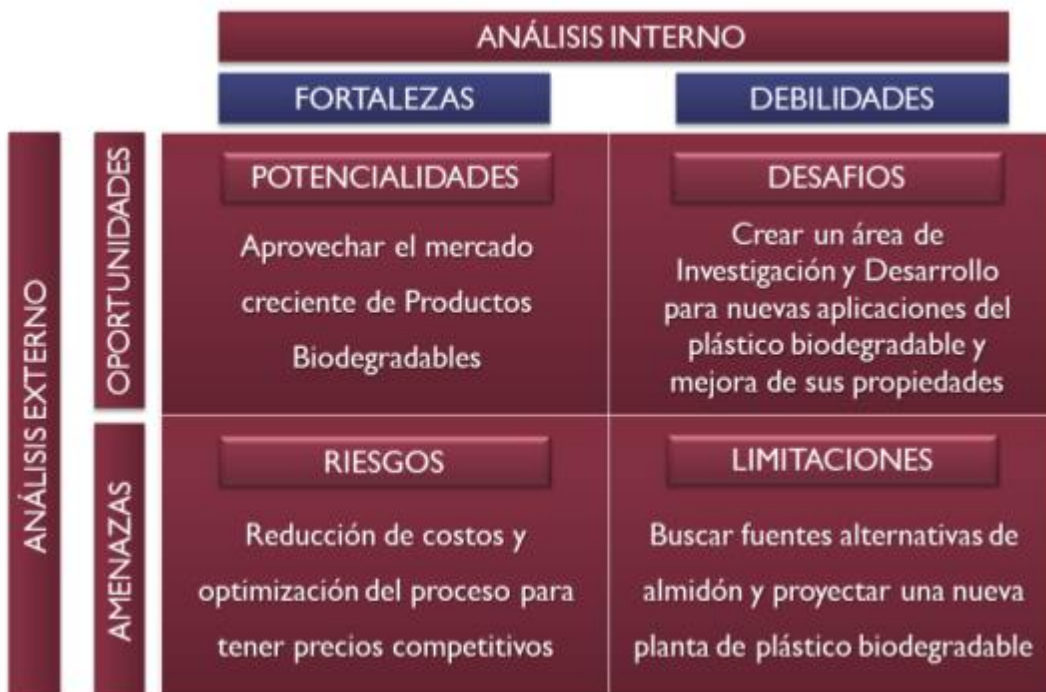 ANÁLISIS INTERNO
FORTALEZAS
DEBILIDADES
ANÁLISIS EXTERNO
OPORTUNIDADES
POTENCIALIDADES
Aprovechar el mercado
creciente de Productos
Biodegradables
DESAFIOS
Crear un área de
Investigación y Desarrollo
para nuevas aplicaciones del
plástico biodegradable y
mejora de sus propiedades
AMENAZAS
RIESGOS
Reducción de costos y
optimización del proceso para
tener precios competitivos
LIMITACIONES
Buscar fuentes alternativas de
almidón y proyectar una nueva
planta de plástico biodegradable